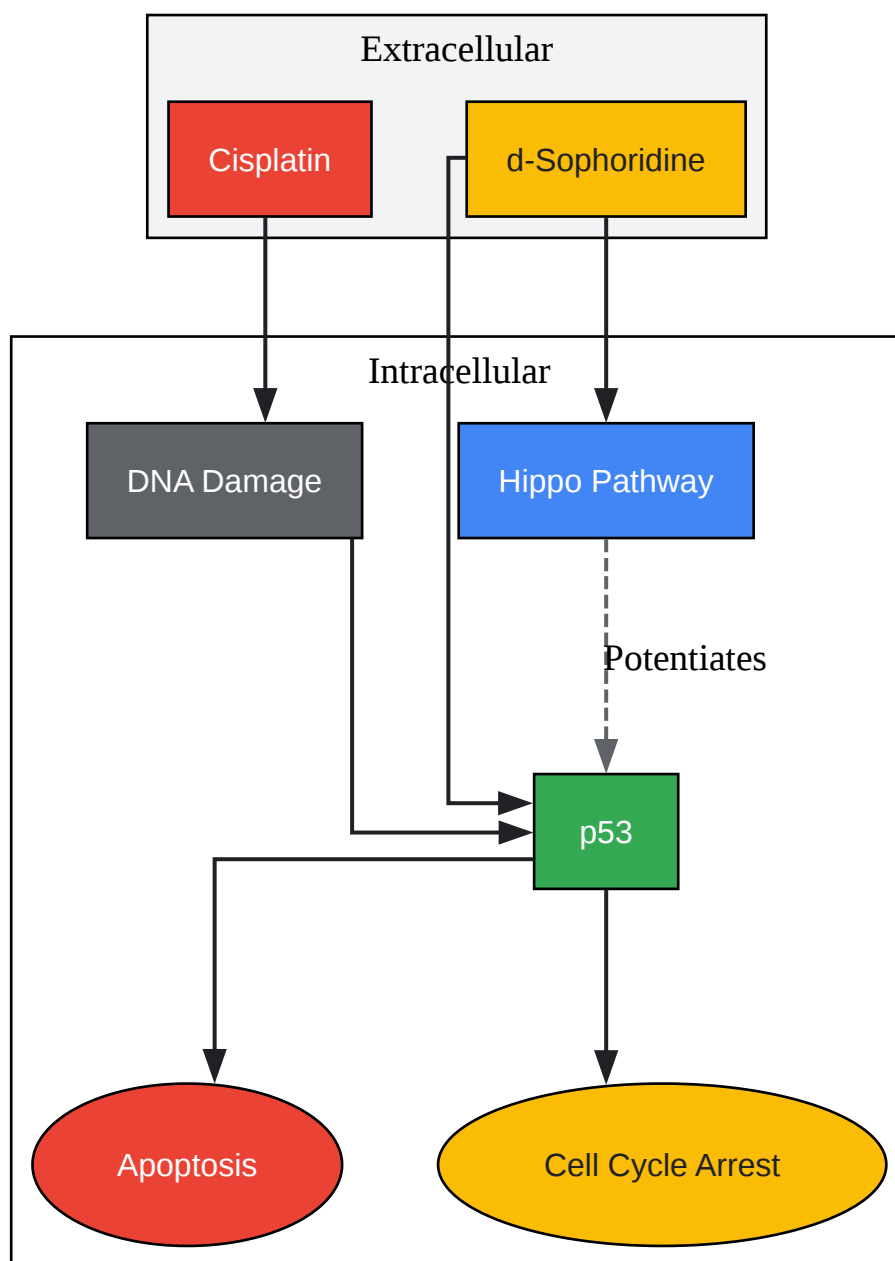 Extracellular
Cisplatin
d-Sophoridine
Intracellular
DNA Damage
Hippo Pathway
Potentiates
p53
Apoptosis
Cell Cycle Arrest